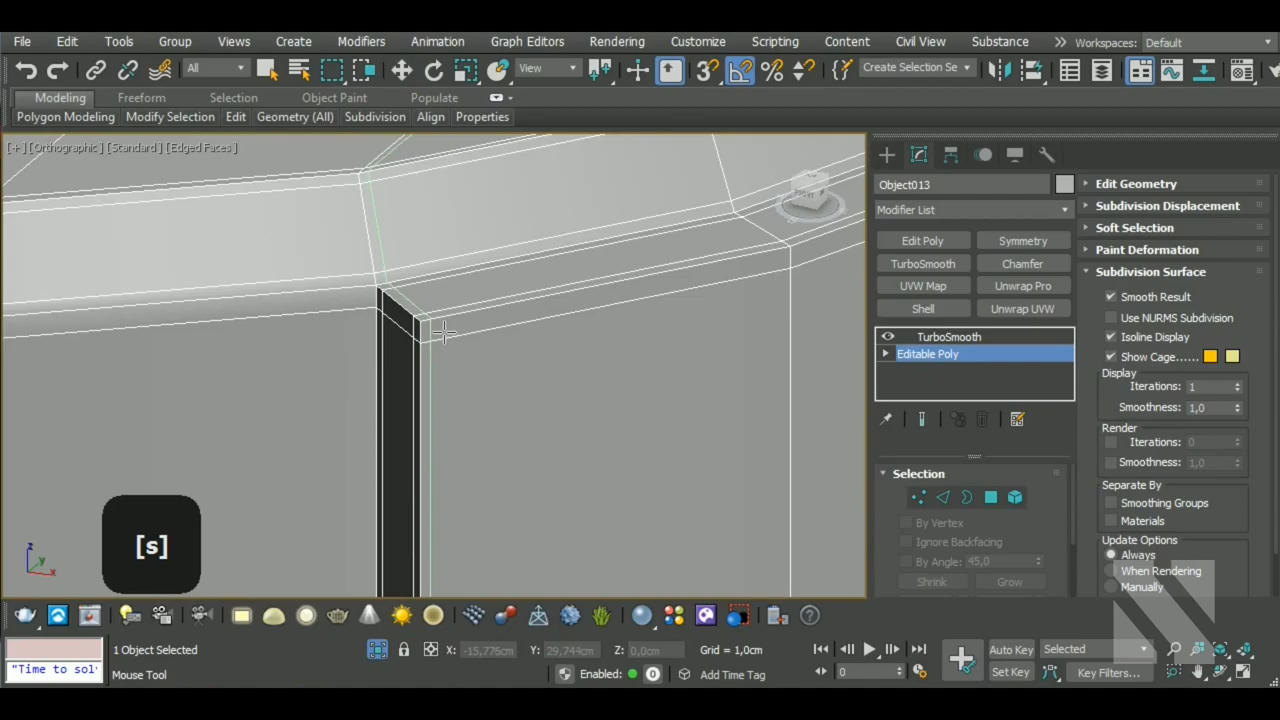 File Edit Tools Group Views Create Modifiers Animation Graph Editors Rendering Customize Scripting Content Civil View Substance Workspaces: Default
All View Create Selection Se
Modeling Freeform Selection Object Paint Populate
Polygon Modeling Modify Selection Edit Geometry (All) Subdivision Align Properties
[+] [Orthographic] [Standard] [Edged Faces]
FRONT
Object013
Modifier List
Edit Poly Symmetry
TurboSmooth Chamfer
UVW Map Unwrap Pro
Shell Unwrap UVW
TurboSmooth
Editable Poly
Selection
By Vertex
Ignore Backfacing
By Angle: 45,0
Shrink Grow
Edit Geometry
Subdivision Displacement
Soft Selection
Paint Deformation
Subdivision Surface
Smooth Result
Use NURMS Subdivision
Isoline Display
Show Cage......
Display
Iterations: 1
Smoothness: 1,0
Render
Iterations: 0
Smoothness: 1,0
Separate By
Smoothing Groups
Materials
Update Options
Always
When Rendering
Manually
[s]
z
y
x
1 Object Selected X: -15,776cm Y: 29,744cm Z: 0,0cm Grid = 1,0cm Auto Key Selected
"Time to sol Mouse Tool Enabled: 0 Add Time Tag 0 Set Key Key Filters...